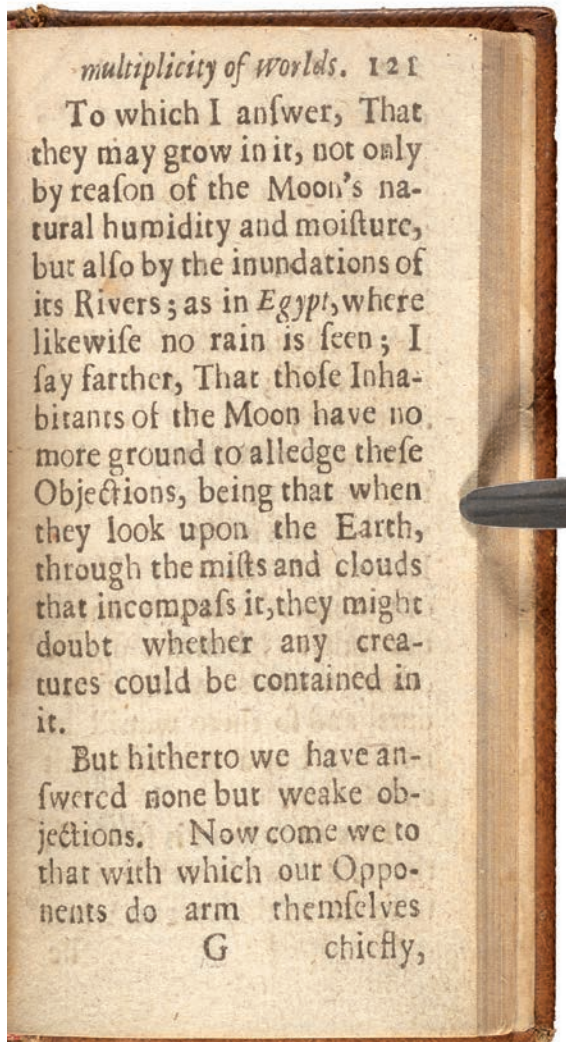 multiplicity of worlds. 121
To which I anſwer, That
they may grow in it, not only
by reaſon of the Moon's na-
tural humidity and moiſture,
but alſo by the inundations of
its Rivers; as in Egypt, where
likewiſe no rain is ſeen; I
ſay farther, That thoſe Inha-
bitants of the Moon have no
more ground to alledge theſe
Objections, being that when
they look upon the Earth,
through the miſts and clouds
that incompaſs it, they might
doubt whether any crea-
tures could be contained in
it.
But hitherto we have an-
ſwered none but weake ob-
jections. Now come we to
that with which our Oppo-
nents do arm themſelves
G chiefly,